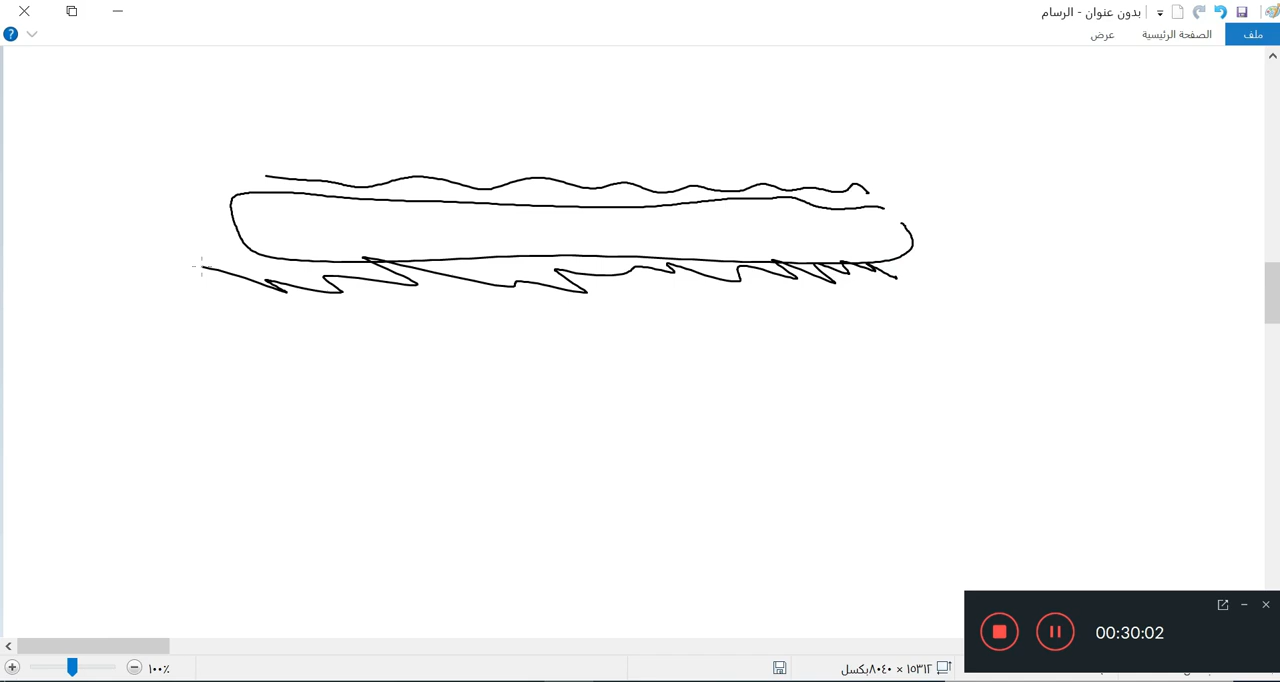 بدون عنوان - الرسام
ملف الصفحة الرئيسية عرض
?
00:30:02
١٥٣١٢ × ٨٠٤٠بكسل
١٠٠٪